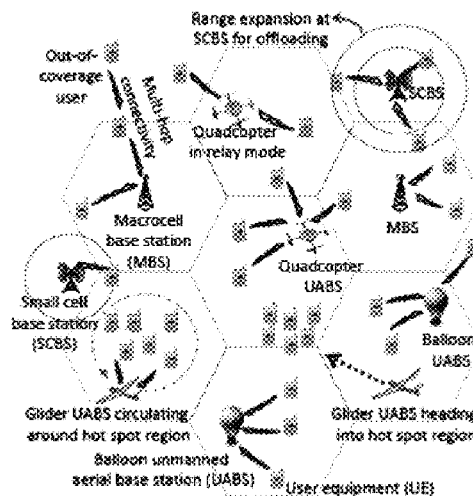 Range expansion at
SCBS for offloading
Out-of-
coverage
user
Multi-hop
connectivity
SCBS
Quadcopter
in relay mode
Macrocell
base station
(MBS)
MBS
Quadcopter
UABS
Small cell
base station
(SCBS)
Balloon
UABS
Glider UABS circulating
around hot spot region
Glider UABS heading
into hot spot region
Balloon unmanned
aerial base station (UABS)
User equipment (UE)